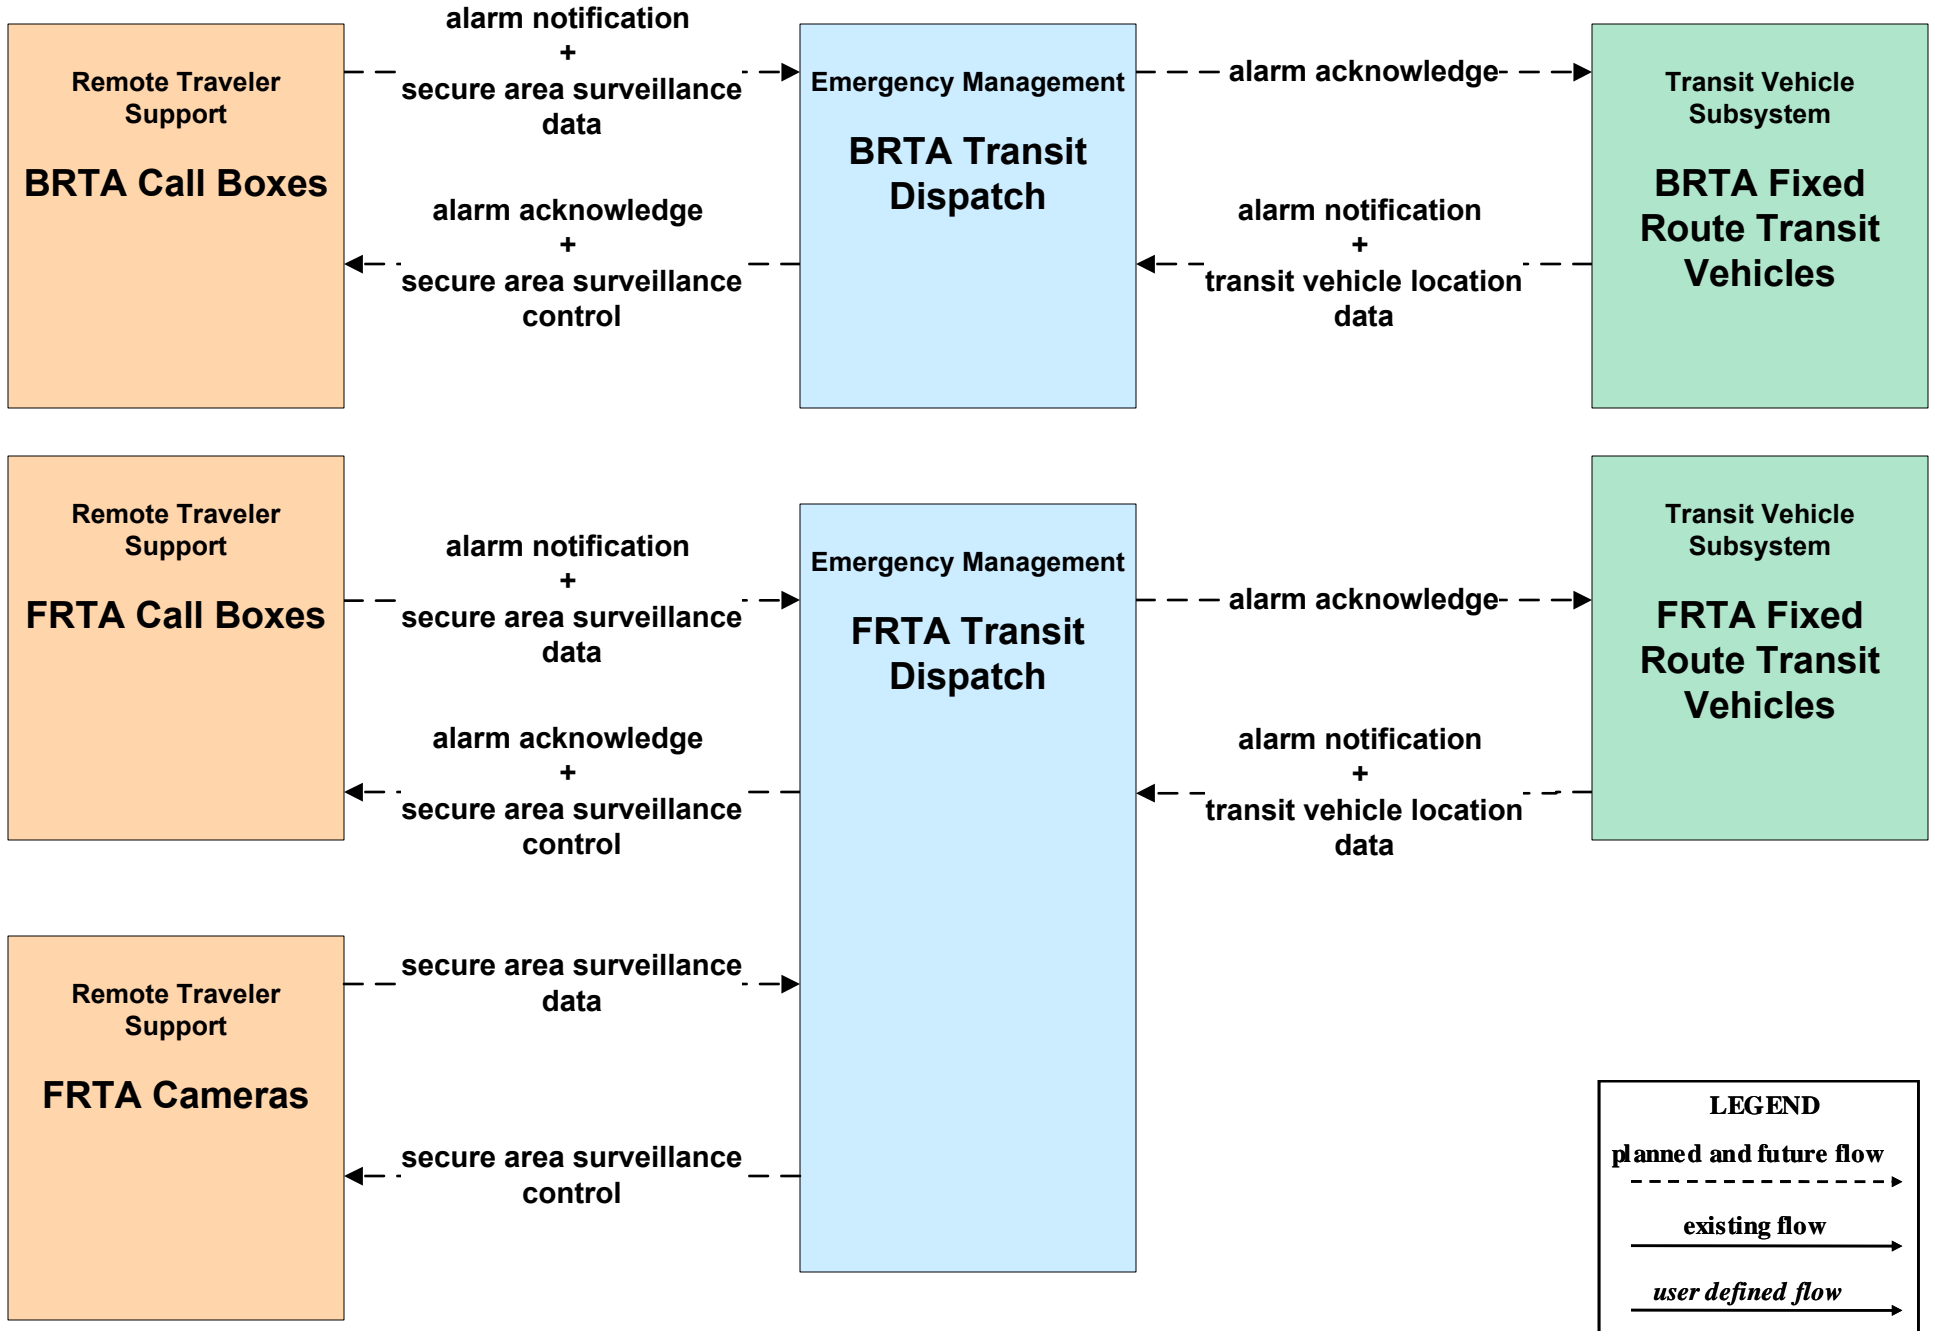 Remote Traveler
Support
BRTA Call Boxes
alarm notification
+
secure area surveillance
data
alarm acknowledge
+
secure area surveillance
control
Emergency Management
BRTA Transit
Dispatch
alarm acknowledge
alarm notification
+
transit vehicle location
data
Transit Vehicle
Subsystem
BRTA Fixed
Route Transit
Vehicles
Remote Traveler
Support
FRTA Call Boxes
alarm notification
+
secure area surveillance
data
alarm acknowledge
+
secure area surveillance
control
Emergency Management
FRTA Transit
Dispatch
alarm acknowledge
alarm notification
+
transit vehicle location
data
Transit Vehicle
Subsystem
FRTA Fixed
Route Transit
Vehicles
Remote Traveler
Support
FRTA Cameras
secure area surveillance
data
secure area surveillance
control
LEGEND
planned and future flow
existing flow
user defined flow